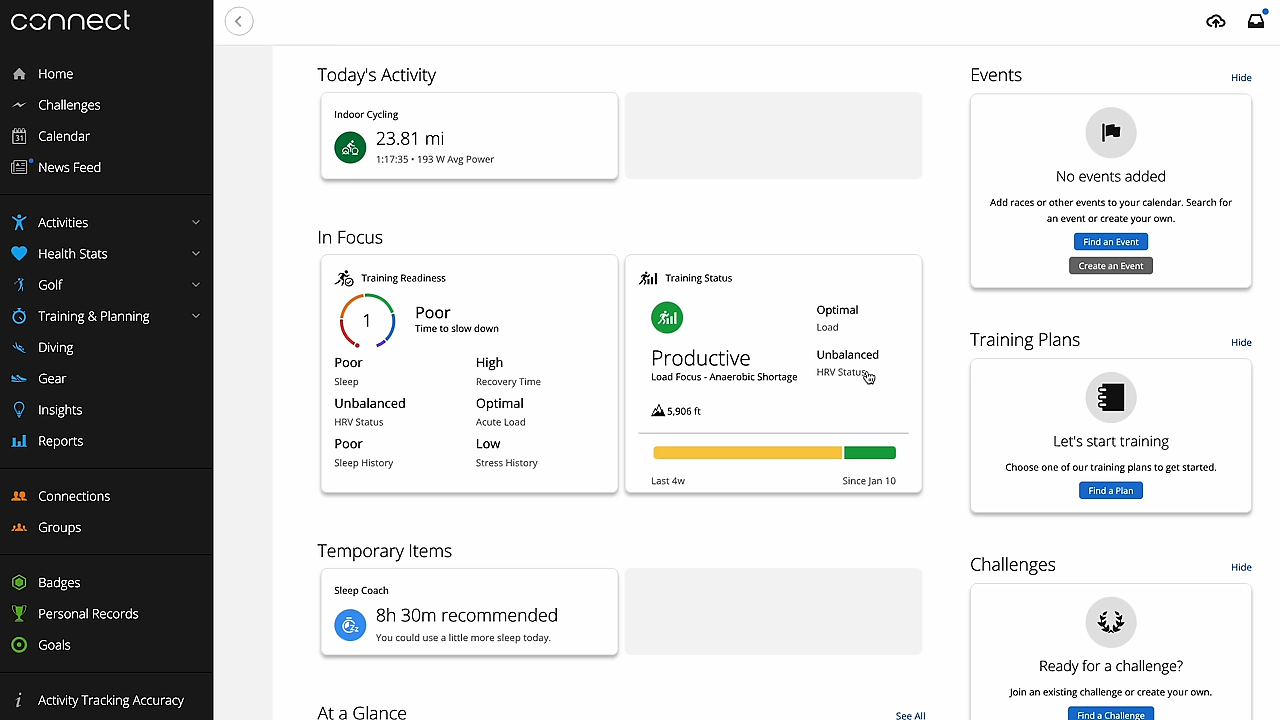 connect
Home
Challenges
31
Calendar
News Feed
Activities
Health Stats
Golf
Training & Planning
Diving
Gear
Insights
Reports
Connections
Groups
Badges
Personal Records
Goals
i Activity Tracking Accuracy
Today's Activity
Indoor Cycling
23.81 mi
1:17:35 • 193 W Avg Power
In Focus
Training Readiness
1
Poor
Time to slow down
Poor
Sleep
High
Recovery Time
Unbalanced
HRV Status
Optimal
Acute Load
Poor
Sleep History
Low
Stress History
Training Status
Productive
Load Focus - Anaerobic Shortage
Optimal
Load
Unbalanced
HRV Status
5,906 ft
Last 4w
Since Jan 10
Temporary Items
Sleep Coach
8h 30m recommended
You could use a little more sleep today.
At a Glance
See All
Events
Hide
No events added
Add races or other events to your calendar. Search for
an event or create your own.
Find an Event
Create an Event
Training Plans
Hide
Let's start training
Choose one of our training plans to get started.
Find a Plan
Challenges
Hide
Ready for a challenge?
Join an existing challenge or create your own.
Find a Challenge